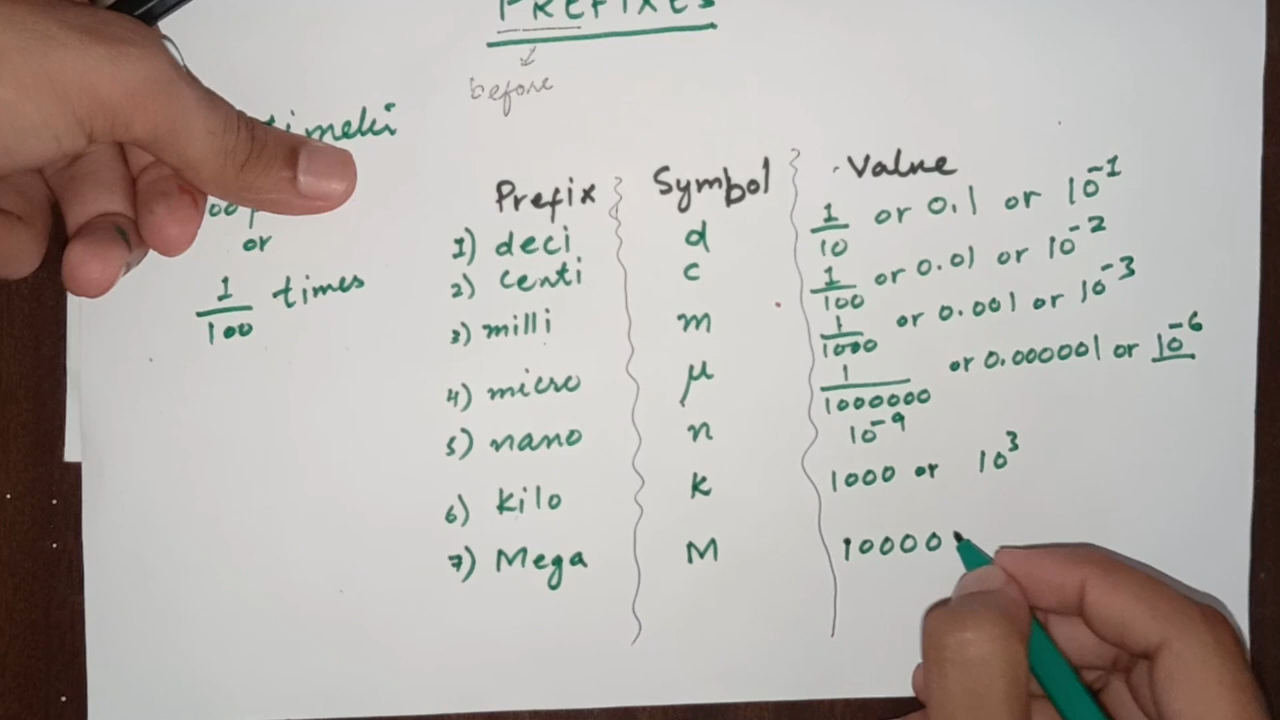 PREFIXES
before
or
1/100 times
Prefix Symbol Value
1) deci d 1/10 or 0.1 or 10⁻¹
2) centi c 1/100 or 0.01 or 10⁻²
3) milli m 1/1000 or 0.001 or 10⁻³
4) micro μ 1/1000000 or 0.000001 or 10⁻⁶
5) nano n 10⁻⁹
6) kilo k 1000 or 10³
7) Mega M 10000